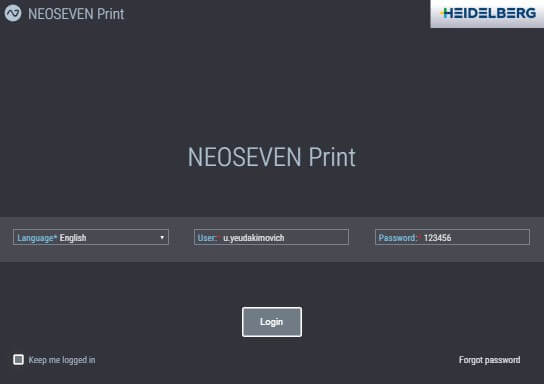 NEOSEVEN Print
HEIDELBERG
NEOSEVEN Print
Language* English
User:* u.yeudakimovich
Password:* 123456
Login
Keep me logged in
Forgot password